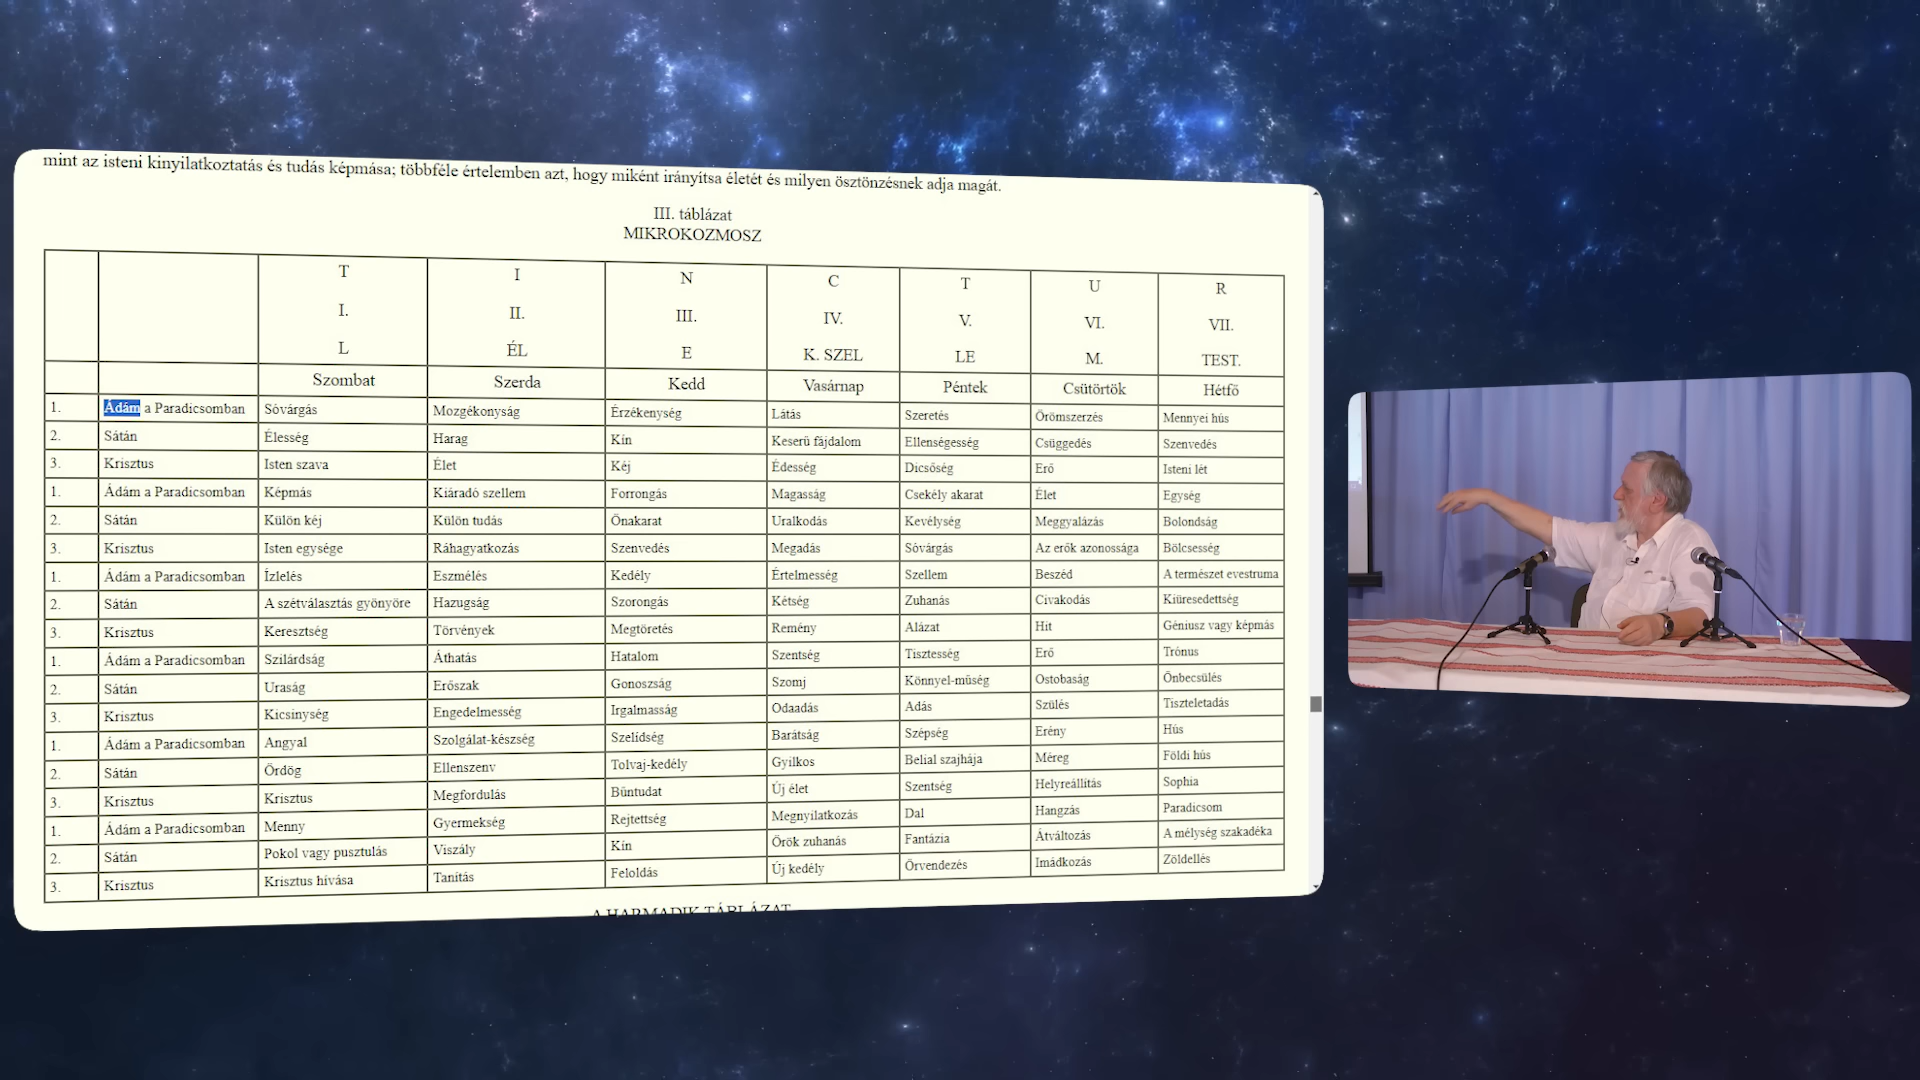 mint az isteni kinyilatkoztatás és tudás képmása; többféle értelemben azt, hogy miként irányítsa életét és milyen ösztönzésnek adja magát.
III. táblázat
MIKROKOZMOSZ
T I N C T U R
I. II. III. IV. V. VI. VII.
L ÉL E K. SZEL LE M. TEST.
Szombat Szerda Kedd Vasárnap Péntek Csütörtök Hétfő
1. Ádám a Paradicsomban Sóvárgás Mozgékonyság Érzékenység Látás Szeretés Örömszerzés Mennyei hús
2. Sátán Élesség Harag Kín Keserű fájdalom Ellenségesség Csüggedés Szenvedés
3. Krisztus Isten szava Élet Kéj Édesség Dicsőség Erő Isteni lét
1. Ádám a Paradicsomban Képmás Kiáradó szellem Forrongás Magasság Csekély akarat Élet Egység
2. Sátán Külön kéj Külön tudás Önakarat Uralkodás Kevélység Meggyalázás Bolondság
3. Krisztus Isten egysége Ráhagyatkozás Szenvedés Megadás Sóvárgás Az erők azonossága Bölcsesség
1. Ádám a Paradicsomban Ízlelés Eszmélés Kedély Értelmesség Szellem Beszéd A természet evestruma
2. Sátán A szétválasztás gyönyöre Hazugság Szorongás Kétség Zuhanás Civakodás Kiüresedettség
3. Krisztus Keresztség Törvények Megtöretés Remény Alázat Hit Géniusz vagy képmás
1. Ádám a Paradicsomban Szilárdság Áthatás Hatalom Szentség Tisztesség Erő Trónus
2. Sátán Uraság Erőszak Gonoszság Szomj Könnyel-műség Ostobaság Önbecsülés
3. Krisztus Kicsinység Engedelmesség Irgalmasság Odaadás Adás Szülés Tiszteletadás
1. Ádám a Paradicsomban Angyal Szolgálat-készség Szelídség Barátság Szépség Erény Hús
2. Sátán Ördög Ellenszenv Tolvaj-kedély Gyilkos Belial szajhája Méreg Földi hús
3. Krisztus Krisztus Megfordulás Bűntudat Új élet Szentség Helyreállítás Sophia
1. Ádám a Paradicsomban Menny Gyermekség Rejtettség Megnyilatkozás Dal Hangzás Paradicsom
2. Sátán Pokol vagy pusztulás Viszály Kín Örök zuhanás Fantázia Átváltozás A mélység szakadéka
3. Krisztus Krisztus hívása Tanítás Feloldás Új kedély Örvendezés Imádkozás Zöldellés
A HARMADIK TÁBLÁZAT